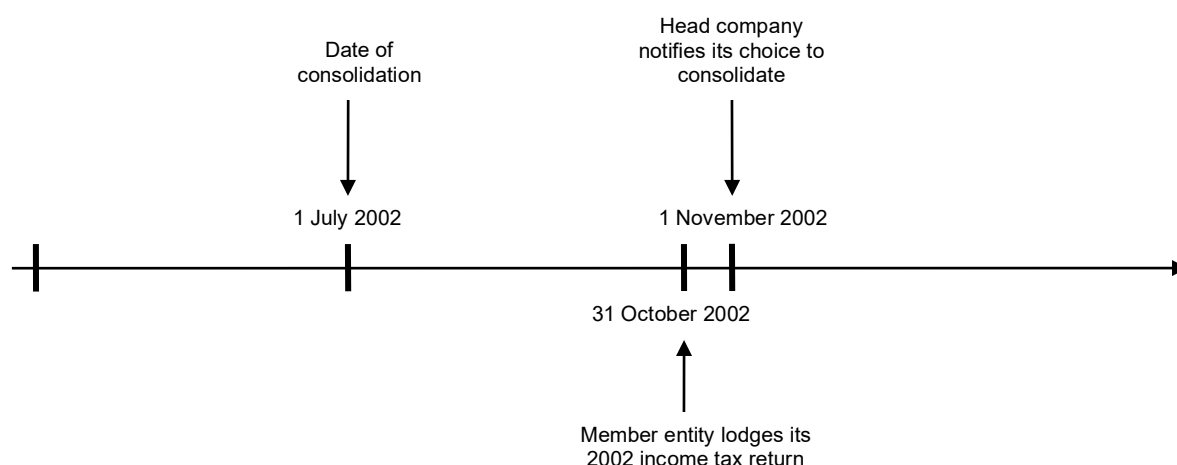 Date of
consolidation
Head company
notifies its choice to
consolidate
1 July 2002
1 November 2002
31 October 2002
Member entity lodges its
2002 income tax return